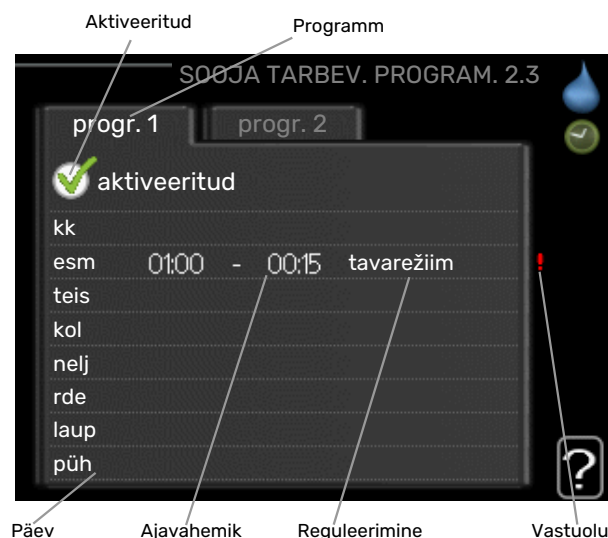 Aktiveeritud
Programm
SOOJA TARBEV. PROGRAM. 2.3
progr. 1 progr. 2
aktiveeritud
kk
esm 01:00 - 00:15 tavarežiim !
teis
kol
nelj
rde
laup
püh
?
Päev Ajavahemik Reguleerimine Vastuolu